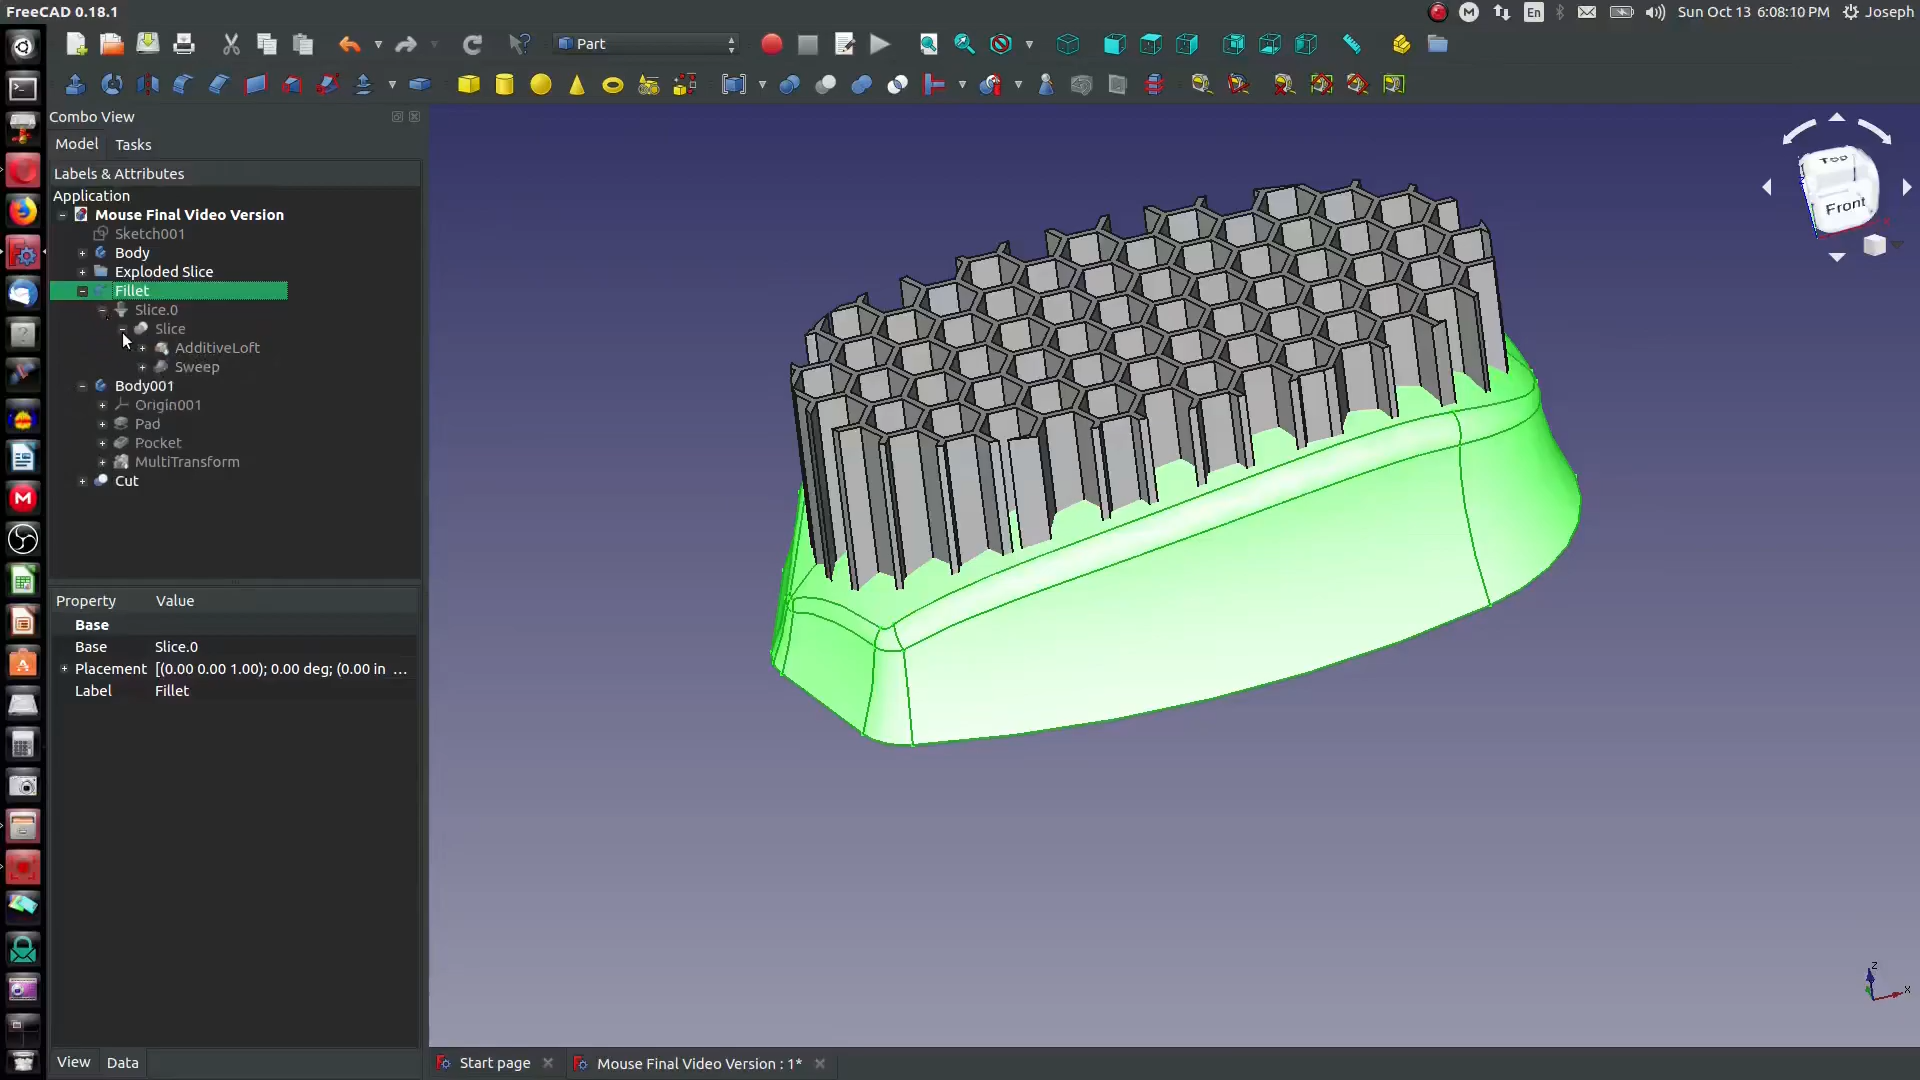 FreeCAD 0.18.1
En
Sun Oct 13 6:08:10 PM
Joseph
Part
Combo View
Model
Tasks
Labels & Attributes
Application
Mouse Final Video Version
Sketch001
Body
Exploded Slice
Fillet
Slice.0
Slice
AdditiveLoft
Sweep
Body001
Origin001
Pad
Pocket
MultiTransform
Cut
Top
Front
Property
Value
Base
Base
Slice.0
Placement
[(0.00 0.00 1.00); 0.00 deg; (0.00 in ...
Label
Fillet
Z
X
View
Data
Start page
Mouse Final Video Version : 1*